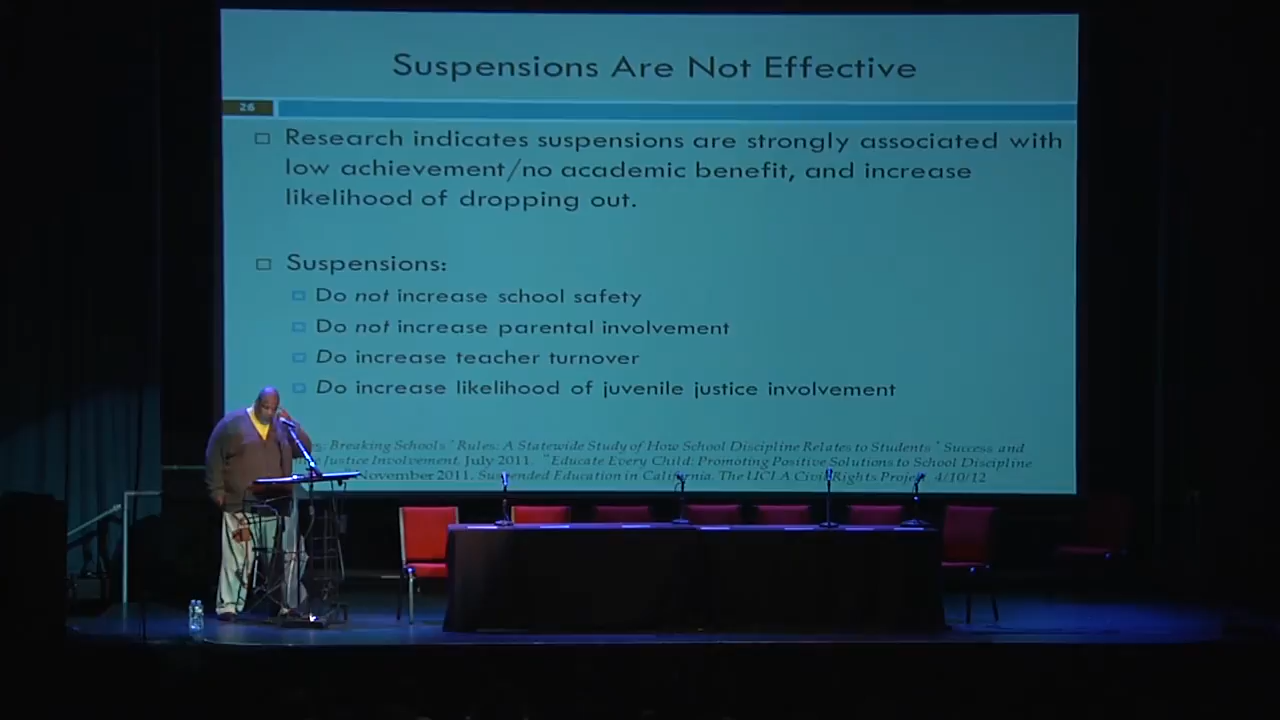 Suspensions Are Not Effective
26
Research indicates suspensions are strongly associated with
low achievement/no academic benefit, and increase
likelihood of dropping out.
Suspensions:
Do not increase school safety
Do not increase parental involvement
Do increase teacher turnover
Do increase likelihood of juvenile justice involvement
Breaking Schools' Rules: A Statewide Study of How School Discipline Relates to Students' Success and
Justice Involvement. July 2011. "Educate Every Child: Promoting Positive Solutions to School Discipline
November 2011. Suspended Education in California. The UCLA Civil Rights Project, 4/10/12